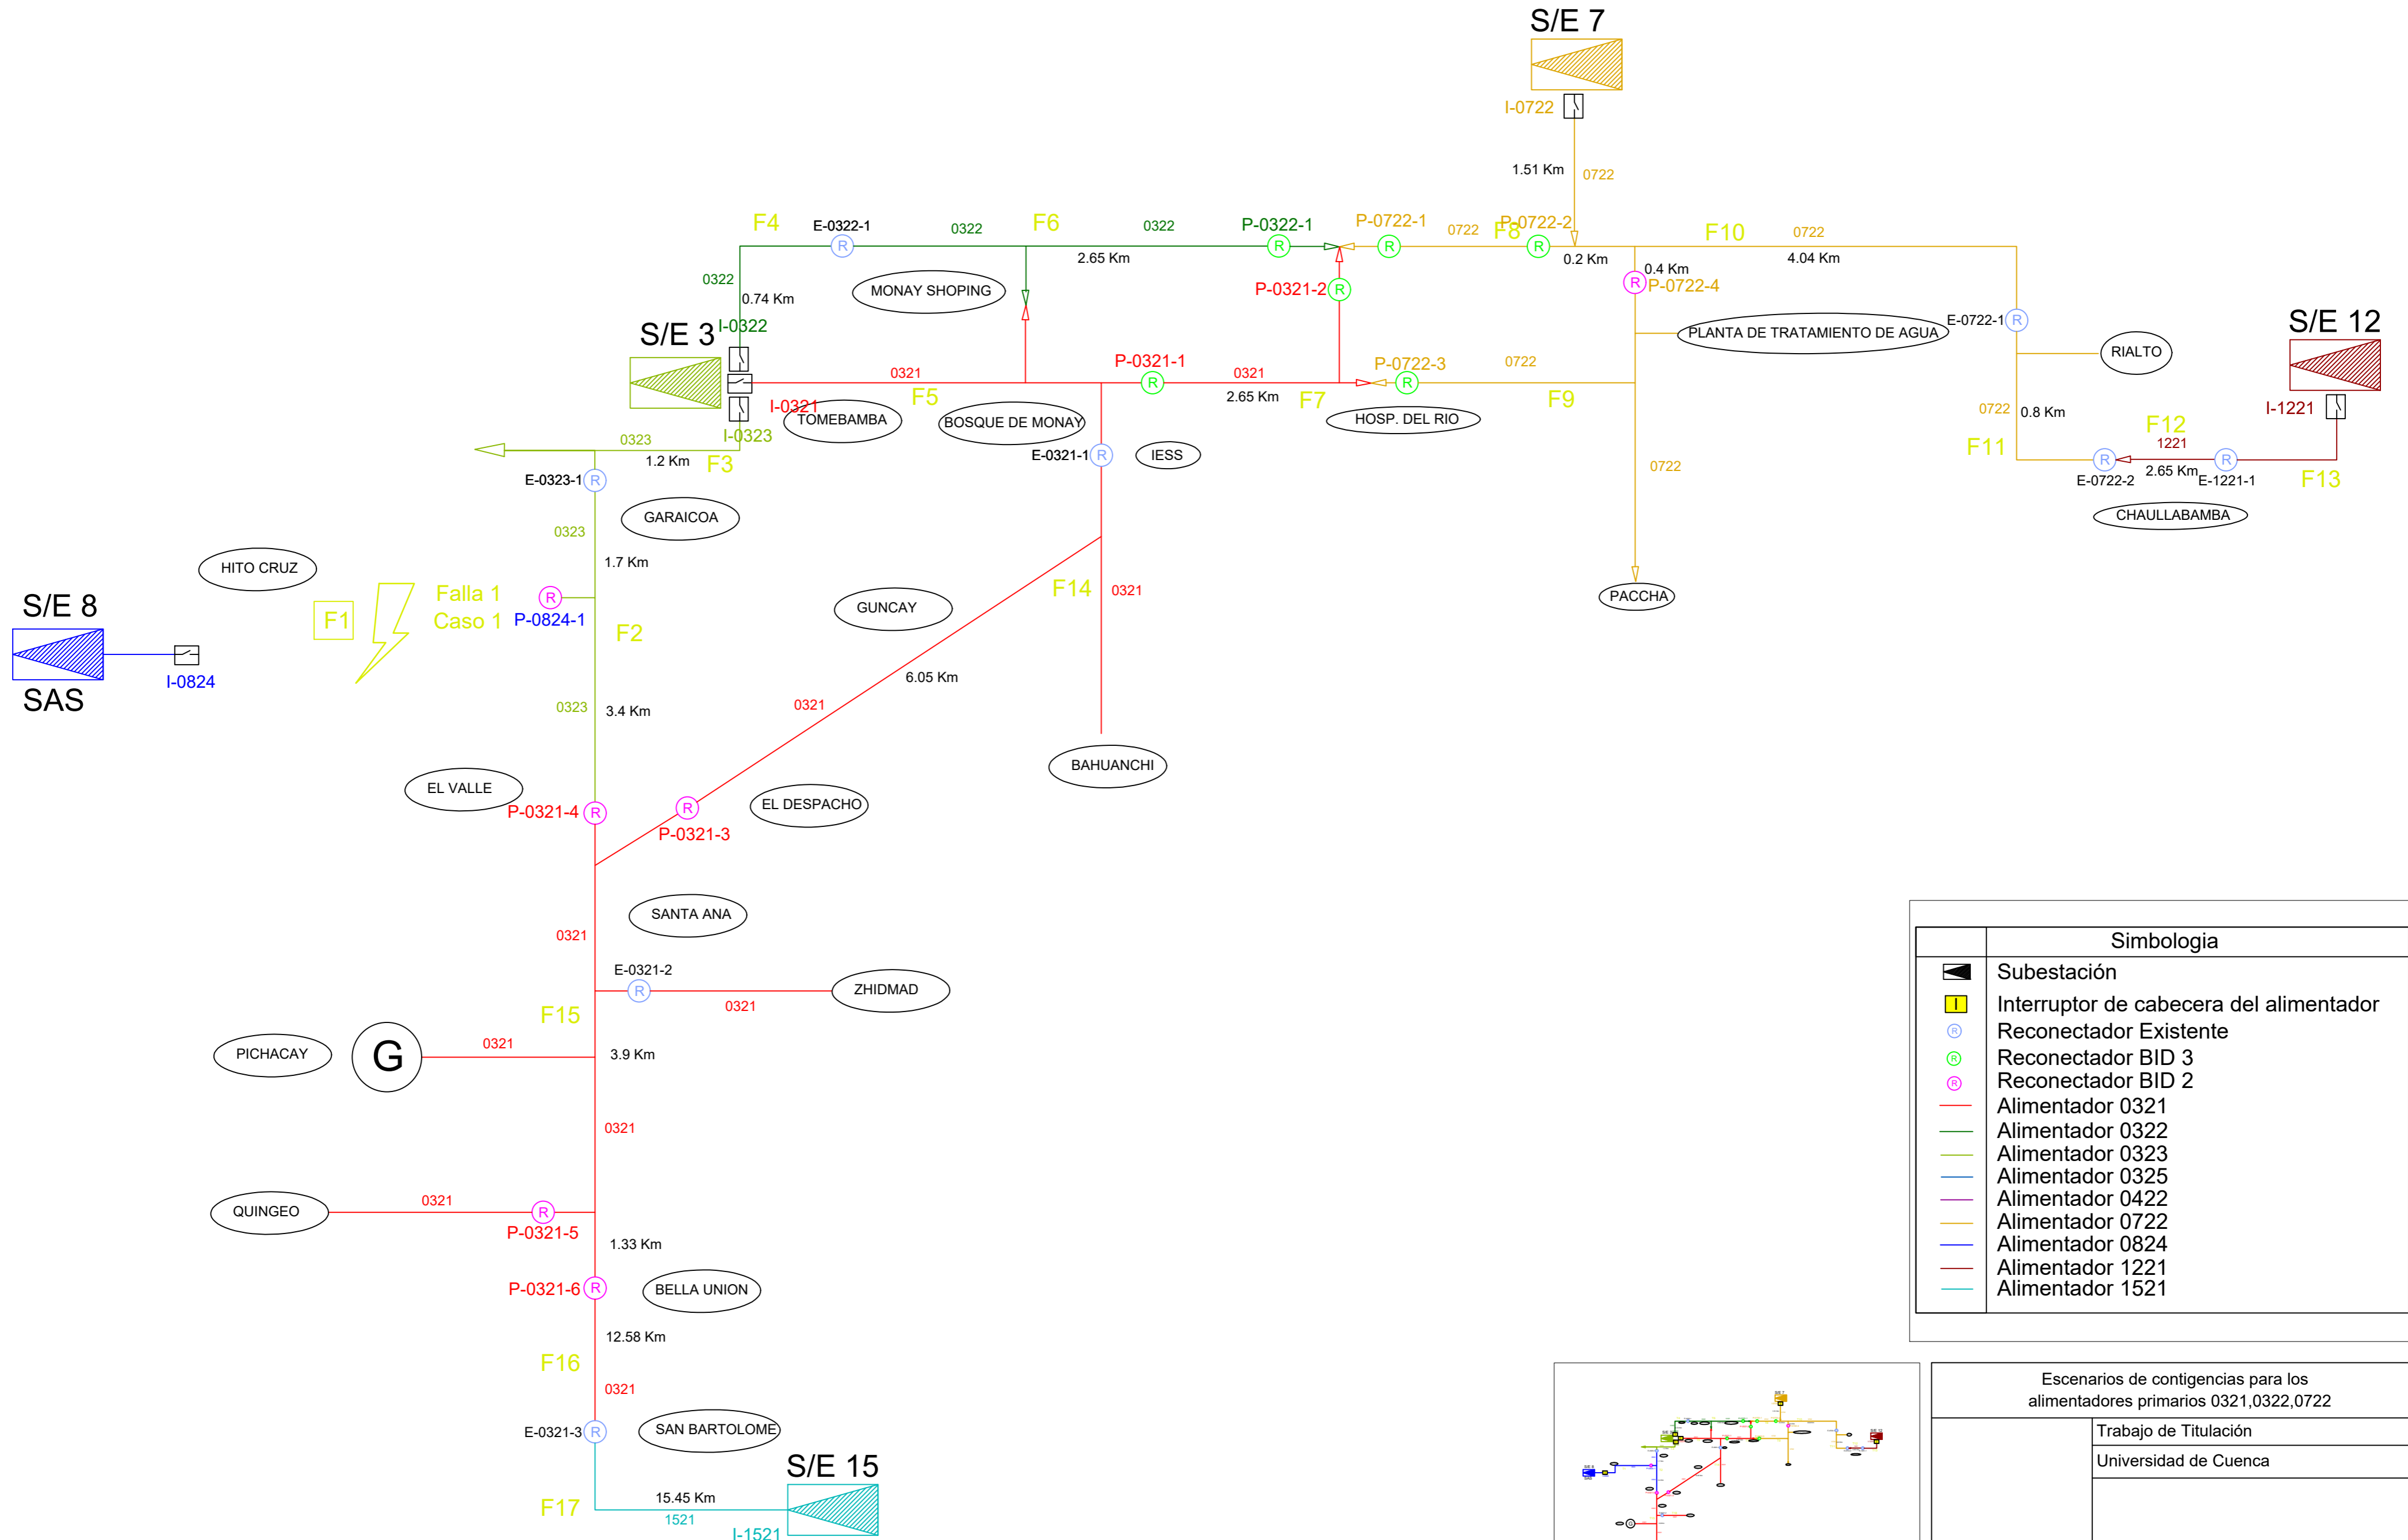 S/E 7
I-0722
1.51 Km
0722
F4
E-0322-1
0322
F6
0322
P-0322-1
P-0722-1
0722
F8
P-0722-2
F10
0722
0.2 Km
4.04 Km
2.65 Km
0322
0.74 Km
MONAY SHOPING
P-0321-2
0.4 Km
P-0722-4
I-0322
S/E 3
PLANTA DE TRATAMIENTO DE AGUA
E-0722-1
R
S/E 12
RIALTO
0321
P-0321-1
0321
P-0722-3
0722
F5
2.65 Km
F7
F9
I-0321
TOMEBAMBA
BOSQUE DE MONAY
HOSP. DEL RIO
0722
0.8 Km
I-1221
F12
1221
I-0323
0323
1.2 Km
F3
E-0321-1
IESS
0722
F11
2.65 Km
E-0722-2
E-1221-1
F13
E-0323-1
GARAICOA
CHAULLABAMBA
0323
1.7 Km
HITO CRUZ
S/E 8
F1
Falla 1
Caso 1
P-0824-1
F2
GUNCAY
F14
0321
PACCHA
I-0824
SAS
0323
3.4 Km
0321
6.05 Km
BAHUANCHI
EL VALLE
P-0321-4
P-0321-3
EL DESPACHO
SANTA ANA
0321
E-0321-2
ZHIDMAD
0321
F15
PICHACAY
G
0321
3.9 Km
0321
QUINGEO
0321
P-0321-5
1.33 Km
P-0321-6
BELLA UNION
12.58 Km
F16
0321
E-0321-3
SAN BARTOLOME
S/E 15
F17
15.45 Km
1521
I-1521
Simbologia
Subestación
I
Interruptor de cabecera del alimentador
R
Reconectador Existente
R
Reconectador BID 3
R
Reconectador BID 2
Alimentador 0321
Alimentador 0322
Alimentador 0323
Alimentador 0325
Alimentador 0422
Alimentador 0722
Alimentador 0824
Alimentador 1221
Alimentador 1521
Escenarios de contigencias para los
alimentadores primarios 0321,0322,0722
Trabajo de Titulación
Universidad de Cuenca